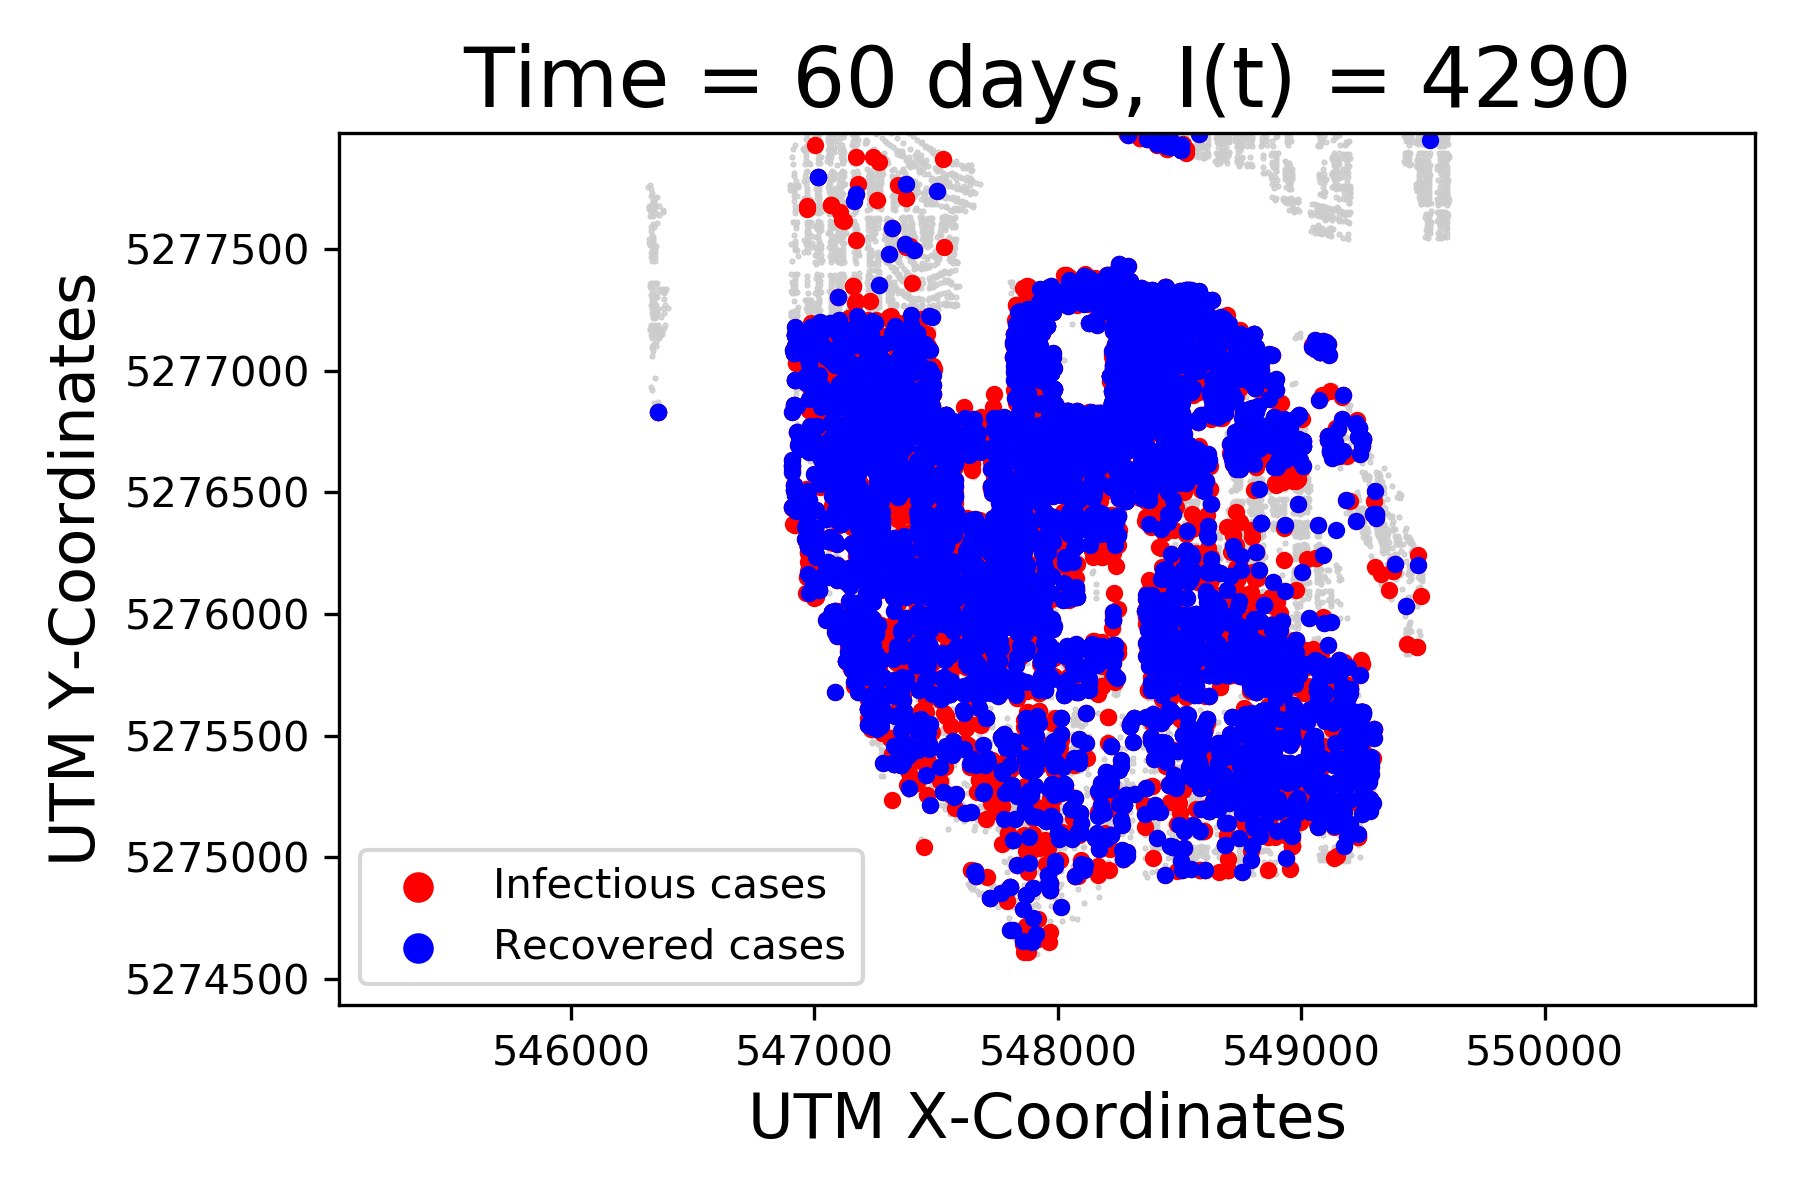 Time = 60 days, I(t) = 4290
UTM Y-Coordinates
5277500
5277000
5276500
5276000
5275500
5275000
5274500
Infectious cases
Recovered cases
546000 547000 548000 549000 550000
UTM X-Coordinates